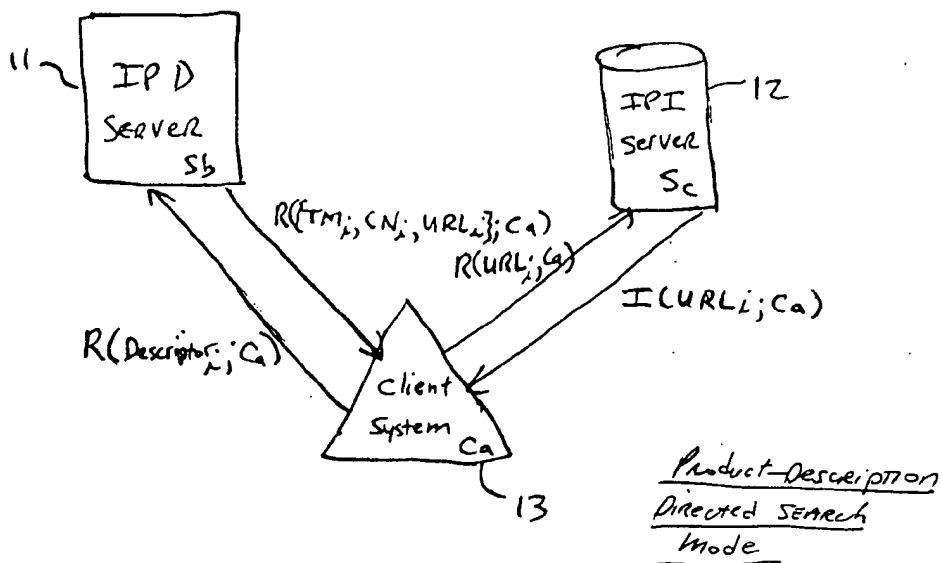 11
IPD
SERVER
Sb
IPI
Server
Sc
12
R({TMi, CNi, URLi}; Ca)
R(URLi; Ca)
I(URLi; Ca)
R(Descriptori; Ca)
Client
System
Ca
13
Product-Description
Directed SEARCH
Mode